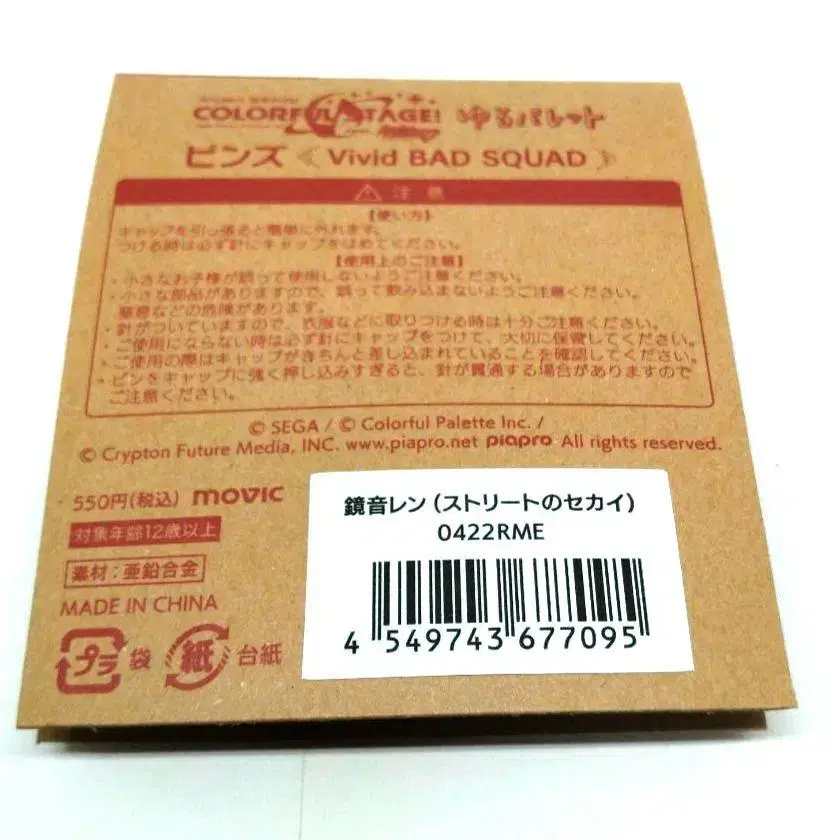 COLORFUL STAGE! ゆるパレット
ピンズ《Vivid BAD SQUAD》
注意
【使い方】
キャップを引っ張ると簡単に外れます。
つける時は必ず針にキャップをはめてください。
【使用上のご注意】
・小さなお子様が誤って使用しないようご注意ください。
・小さな部品がありますので、誤って飲み込まないようご注意ください。
窒息などの危険があります。
・針がついていますので、衣服などに取りつける時は十分ご注意ください。
・ご使用にならない時は必ず針にキャップをつけて、大切に保管してください。
・ご使用の際はキャップがきちんと差し込まれていることを確認してください。
・ピンをキャップに強く押し込みすぎると、針が貫通する場合がありますので
ご注意ください。
© SEGA / © Colorful Palette Inc. /
© Crypton Future Media, INC. www.piapro.net piapro All rights reserved.
550円(税込) movic
対象年齢12歳以上
素材：亜鉛合金
MADE IN CHINA
プラ 袋 紙 台紙
鏡音レン(ストリートのセカイ)
0422RME
4 549743 677095